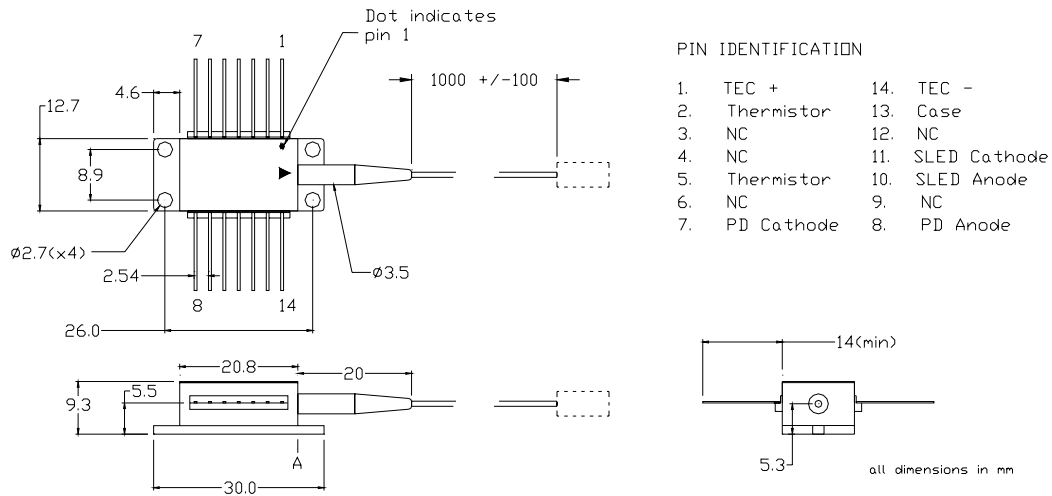 Dot indicates
pin 1
7
1
1000 +/-100
4.6
12.7
8.9
Ø2.7(x4)
2.54
Ø3.5
8
14
26.0
PIN IDENTIFICATION
1. TEC + 14. TEC -
2. Thermistor 13. Case
3. NC 12. NC
4. NC 11. SLED Cathode
5. Thermistor 10. SLED Anode
6. NC 9. NC
7. PD Cathode 8. PD Anode
20.8
20
5.5
9.3
A
30.0
14(min)
5.3
all dimensions in mm